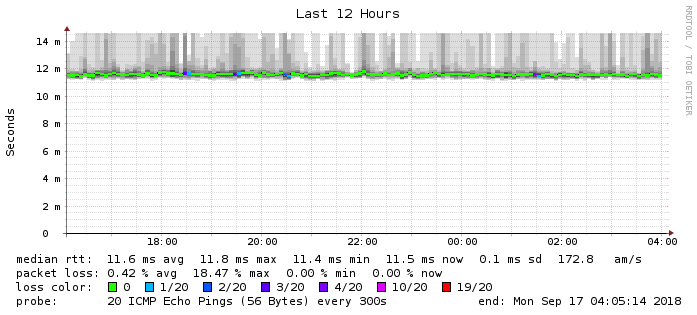 Last 12 Hours
RRDTOOL / TOBI OETIKER
Seconds
14 m
12 m
10 m
8 m
6 m
4 m
2 m
0
18:00 20:00 22:00 00:00 02:00 04:00
median rtt: 11.6 ms avg 11.8 ms max 11.4 ms min 11.5 ms now 0.1 ms sd 172.8 am/s
packet loss: 0.42 % avg 18.47 % max 0.00 % min 0.00 % now
loss color: 0 1/20 2/20 3/20 4/20 10/20 19/20
probe: 20 ICMP Echo Pings (56 Bytes) every 300s end: Mon Sep 17 04:05:14 2018